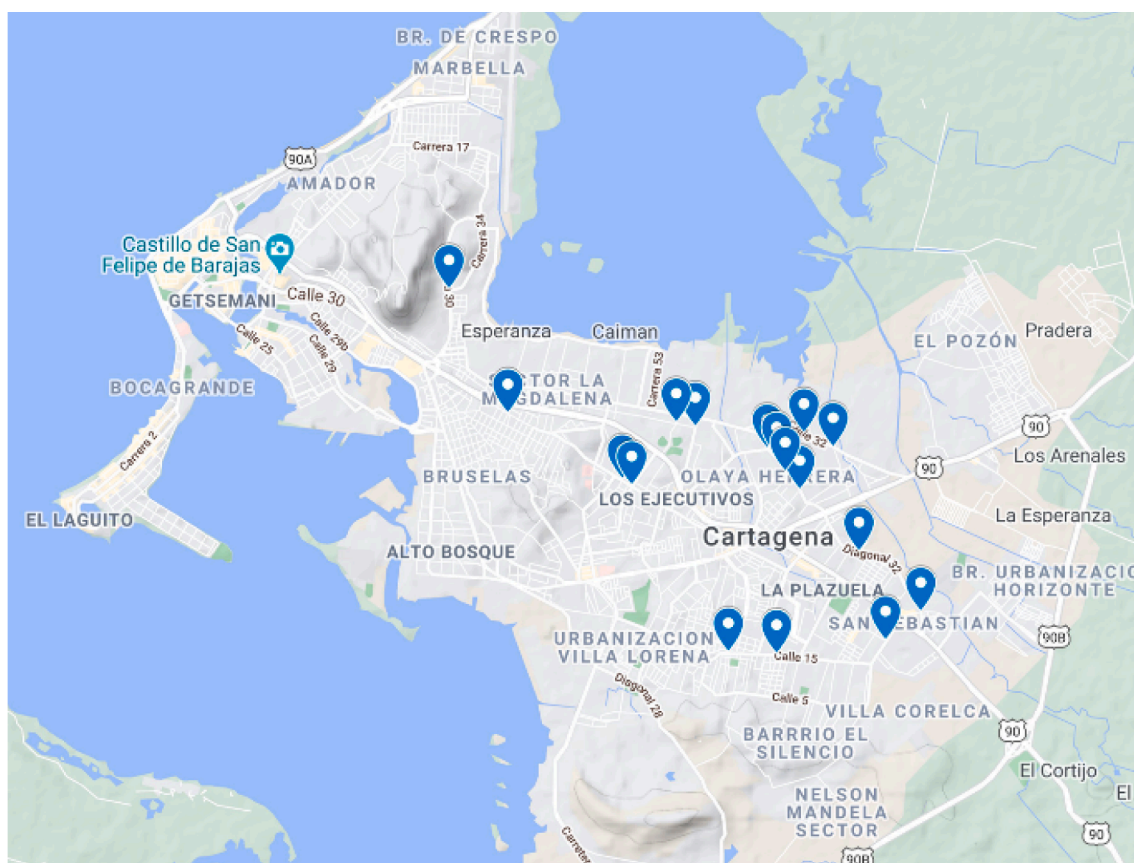 BR. DE CRESPO
MARBELLA
Carrera 17
90A
AMADOR
Carrera 34
Castillo de San
Felipe de Barajas
Calle 30
GETSEMANI
Calle 29b
Calle 25
Calle 29
Esperanza
Caiman
EL POZÓN
Pradera
BOCAGRANDE
Carrera 53
MAGDALENA
Carrera 2
90
Los Arenales
90
BRUSELAS
LOS EJECUTIVOS
EL LAGUITO
La Esperanza
Cartagena
ALTO BOSQUE
Diagonal 32
BR. URBANIZACIO
HORIZONTE
LA PLAZUELA
URBANIZACION
VILLA LORENA
90B
Calle 15
Diagonal 28
Calle 5
VILLA CORELCA
BARRRIO EL
SILENCIO
90
El Cortijo
NELSON
MANDELA
SECTOR
El
90
Carreter
90B